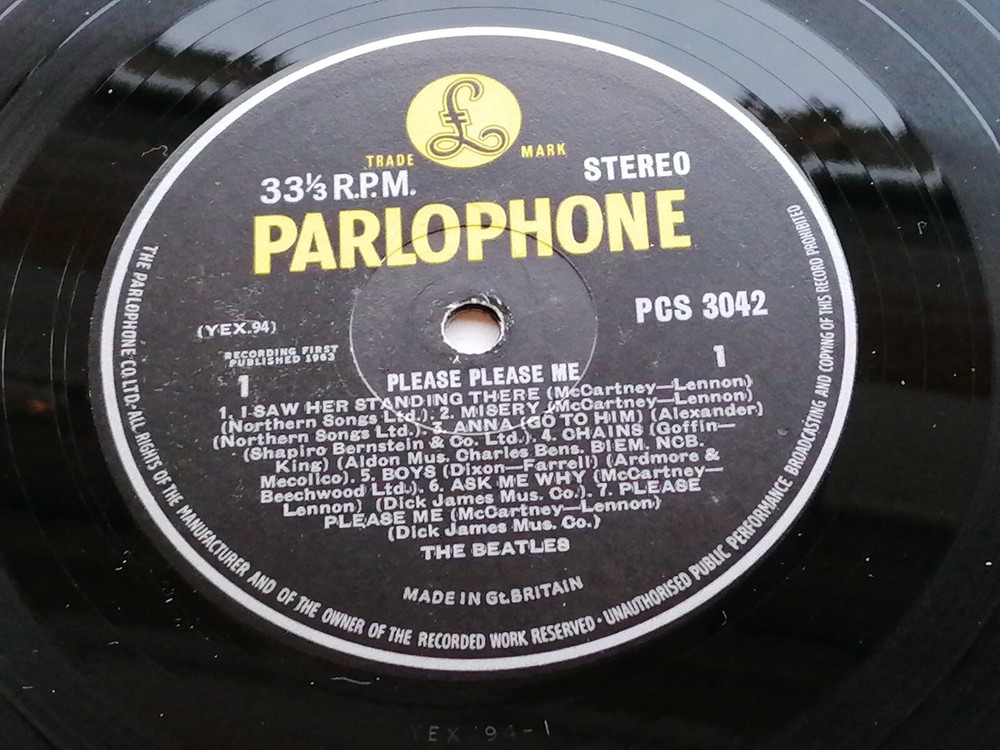 £
TRADE MARK
33⅓ R.P.M. STEREO
PARLOPHONE
PCS 3042
(YEX.94)
RECORDING FIRST
PUBLISHED 1963
1 1
PLEASE PLEASE ME
1. I SAW HER STANDING THERE (McCartney—Lennon)
(Northern Songs Ltd.). 2. MISERY (McCartney—Lennon)
(Northern Songs Ltd.). 3. ANNA (GO TO HIM) (Alexander)
(Shapiro Bernstein & Co. Ltd.). 4. CHAINS (Goffin—
King) (Aldon Mus. Charles Bens. BIEM. NCB.
Mecolico). 5. BOYS (Dixon—Farrell) (Ardmore &
Beechwood Ltd.). 6. ASK ME WHY (McCartney—
Lennon) (Dick James Mus. Co.). 7. PLEASE
PLEASE ME (McCartney—Lennon)
(Dick James Mus. Co.)
THE BEATLES
MADE IN Gt. BRITAIN
THE PARLOPHONE CO. LTD.· ALL RIGHTS OF THE MANUFACTURER AND OF THE OWNER OF THE RECORDED WORK RESERVED · UNAUTHORISED PUBLIC PERFORMANCE BROADCASTING AND COPYING OF THIS RECORD PROHIBITED
YEX 94-1